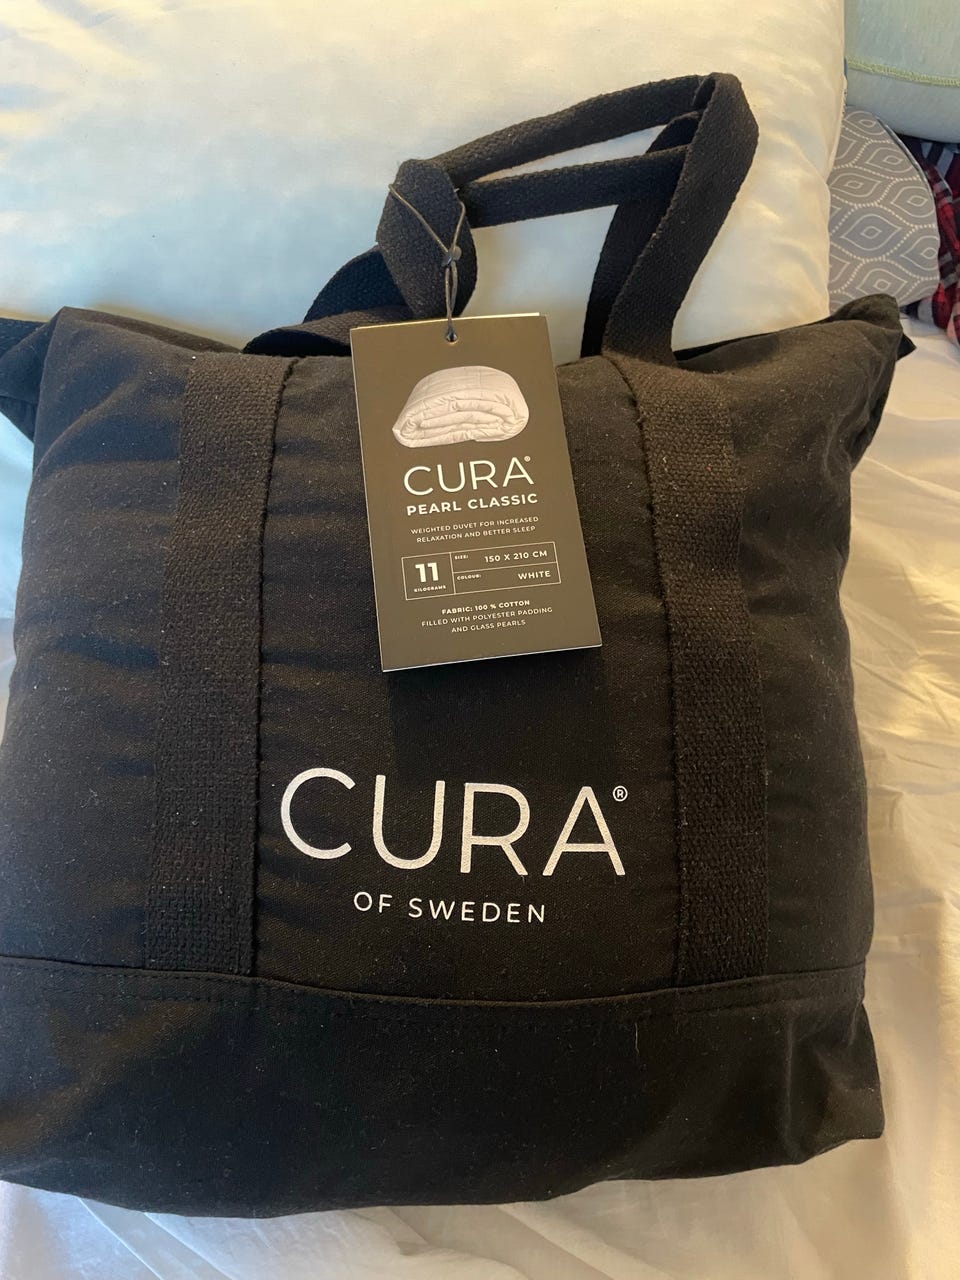 CURA®
PEARL CLASSIC
WEIGHTED DUVET FOR INCREASED
RELAXATION AND BETTER SLEEP
11
KILOGRAMS
SIZE: 150 X 210 CM
COLOUR: WHITE
FABRIC: 100 % COTTON
FILLED WITH POLYESTER PADDING
AND GLASS PEARLS
CURA®
OF SWEDEN